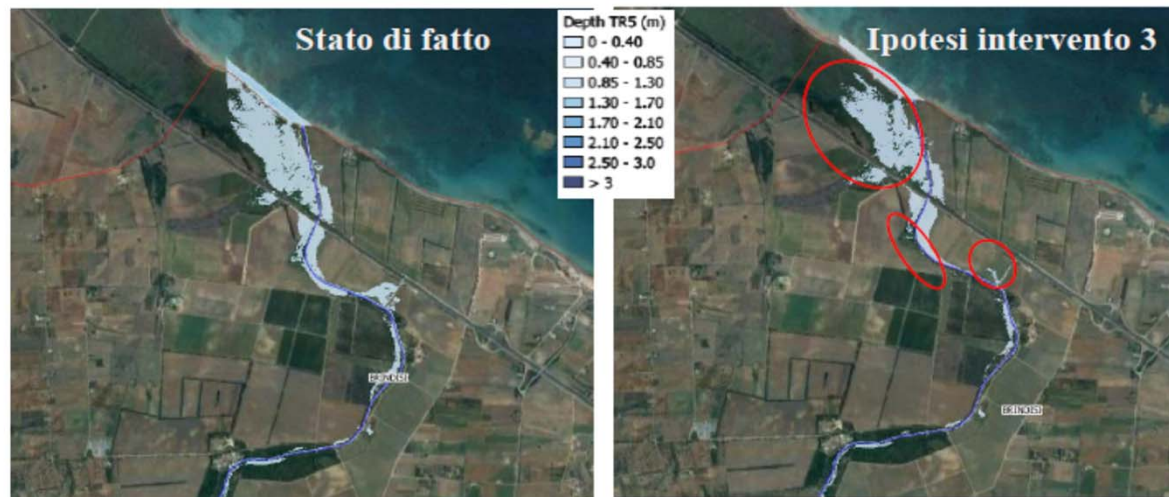 Stato di fatto
Depth TR5 (m)
0 - 0.40
0.40 - 0.85
0.85 - 1.30
1.30 - 1.70
1.70 - 2.10
2.10 - 2.50
2.50 - 3.0
> 3
Ipotesi intervento 3
BRINDISI
BRINDISI